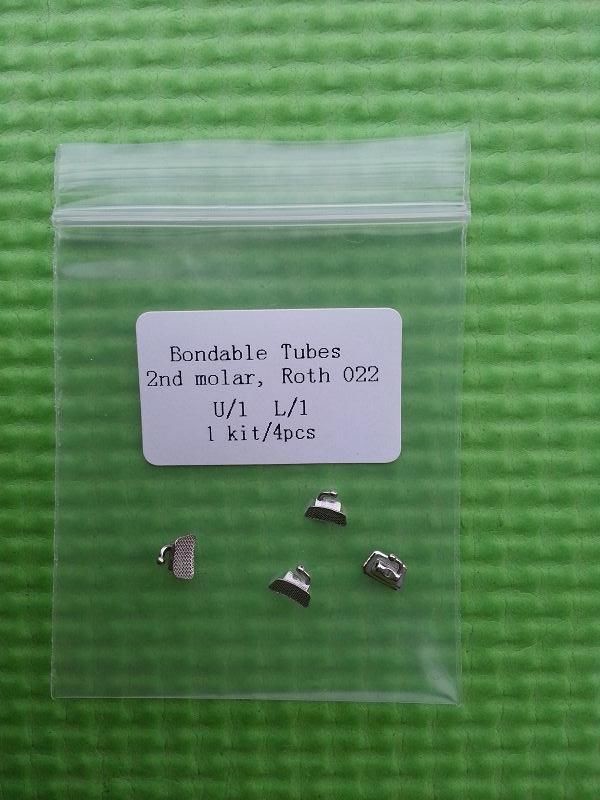 Bondable Tubes
2nd molar, Roth 022
U/1 L/1
1 kit/4pcs